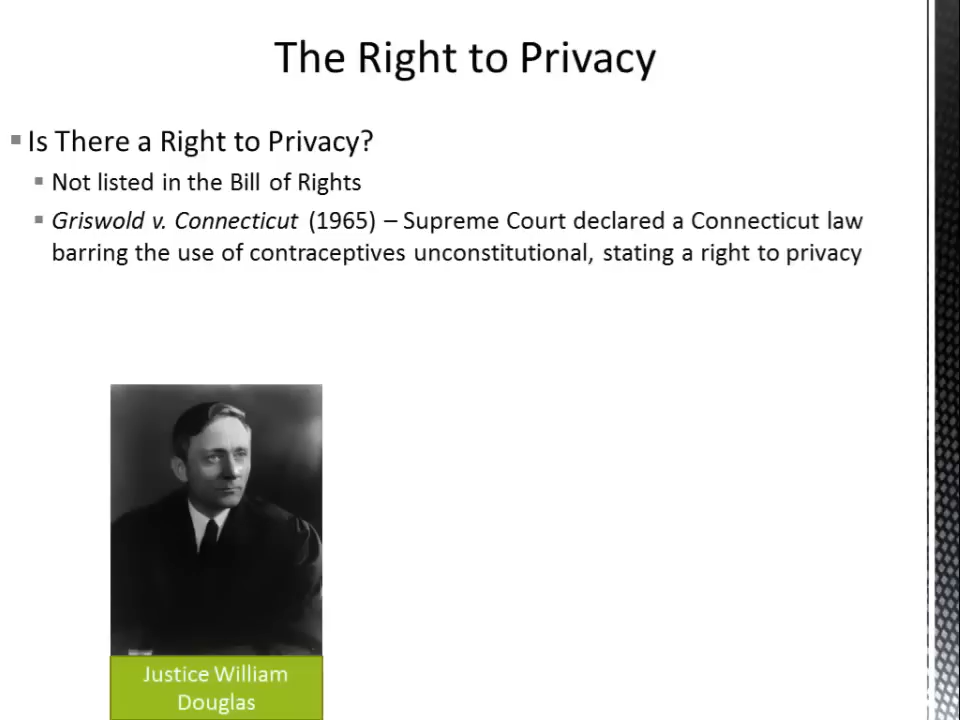 The Right to Privacy
Is There a Right to Privacy?
Not listed in the Bill of Rights
Griswold v. Connecticut (1965) – Supreme Court declared a Connecticut law
barring the use of contraceptives unconstitutional, stating a right to privacy
Justice William
Douglas